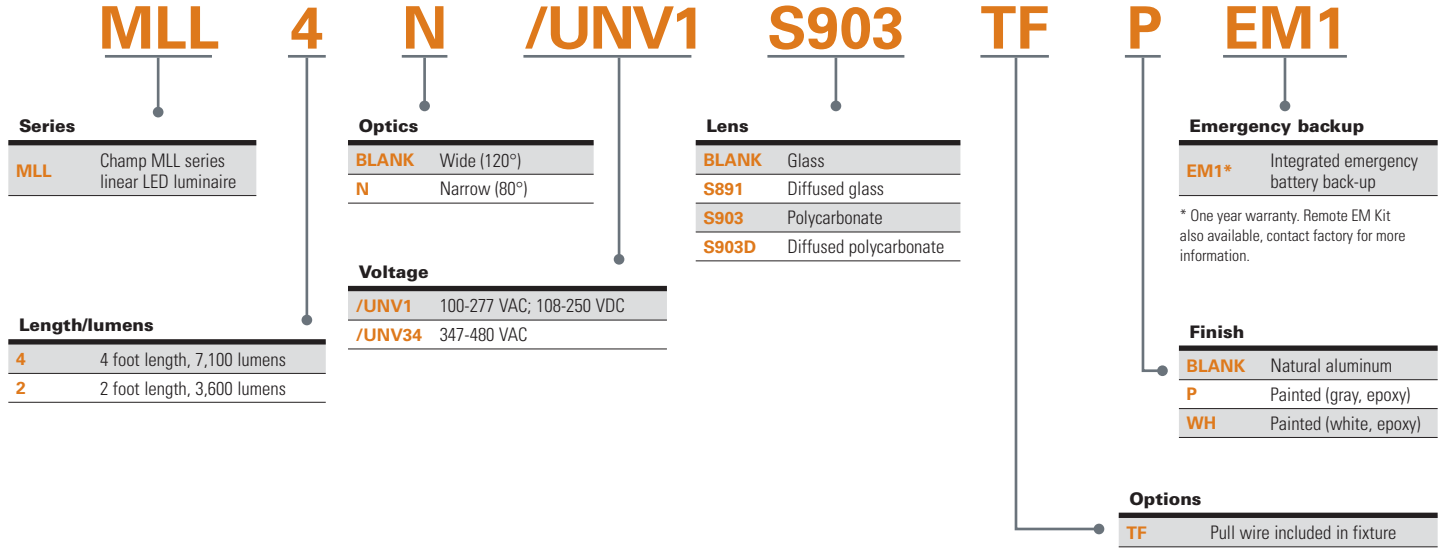 MLL 4 N /UNV1 S903 TF P EM1
Series
MLL Champ MLL series
linear LED luminaire
Length/lumens
4 4 foot length, 7,100 lumens
2 2 foot length, 3,600 lumens
Optics
BLANK Wide (120°)
N Narrow (80°)
Voltage
/UNV1 100-277 VAC; 108-250 VDC
/UNV34 347-480 VAC
Lens
BLANK Glass
S891 Diffused glass
S903 Polycarbonate
S903D Diffused polycarbonate
Emergency backup
EM1* Integrated emergency
battery back-up
* One year warranty. Remote EM Kit
also available, contact factory for more
information.
Finish
BLANK Natural aluminum
P Painted (gray, epoxy)
WH Painted (white, epoxy)
Options
TF Pull wire included in fixture